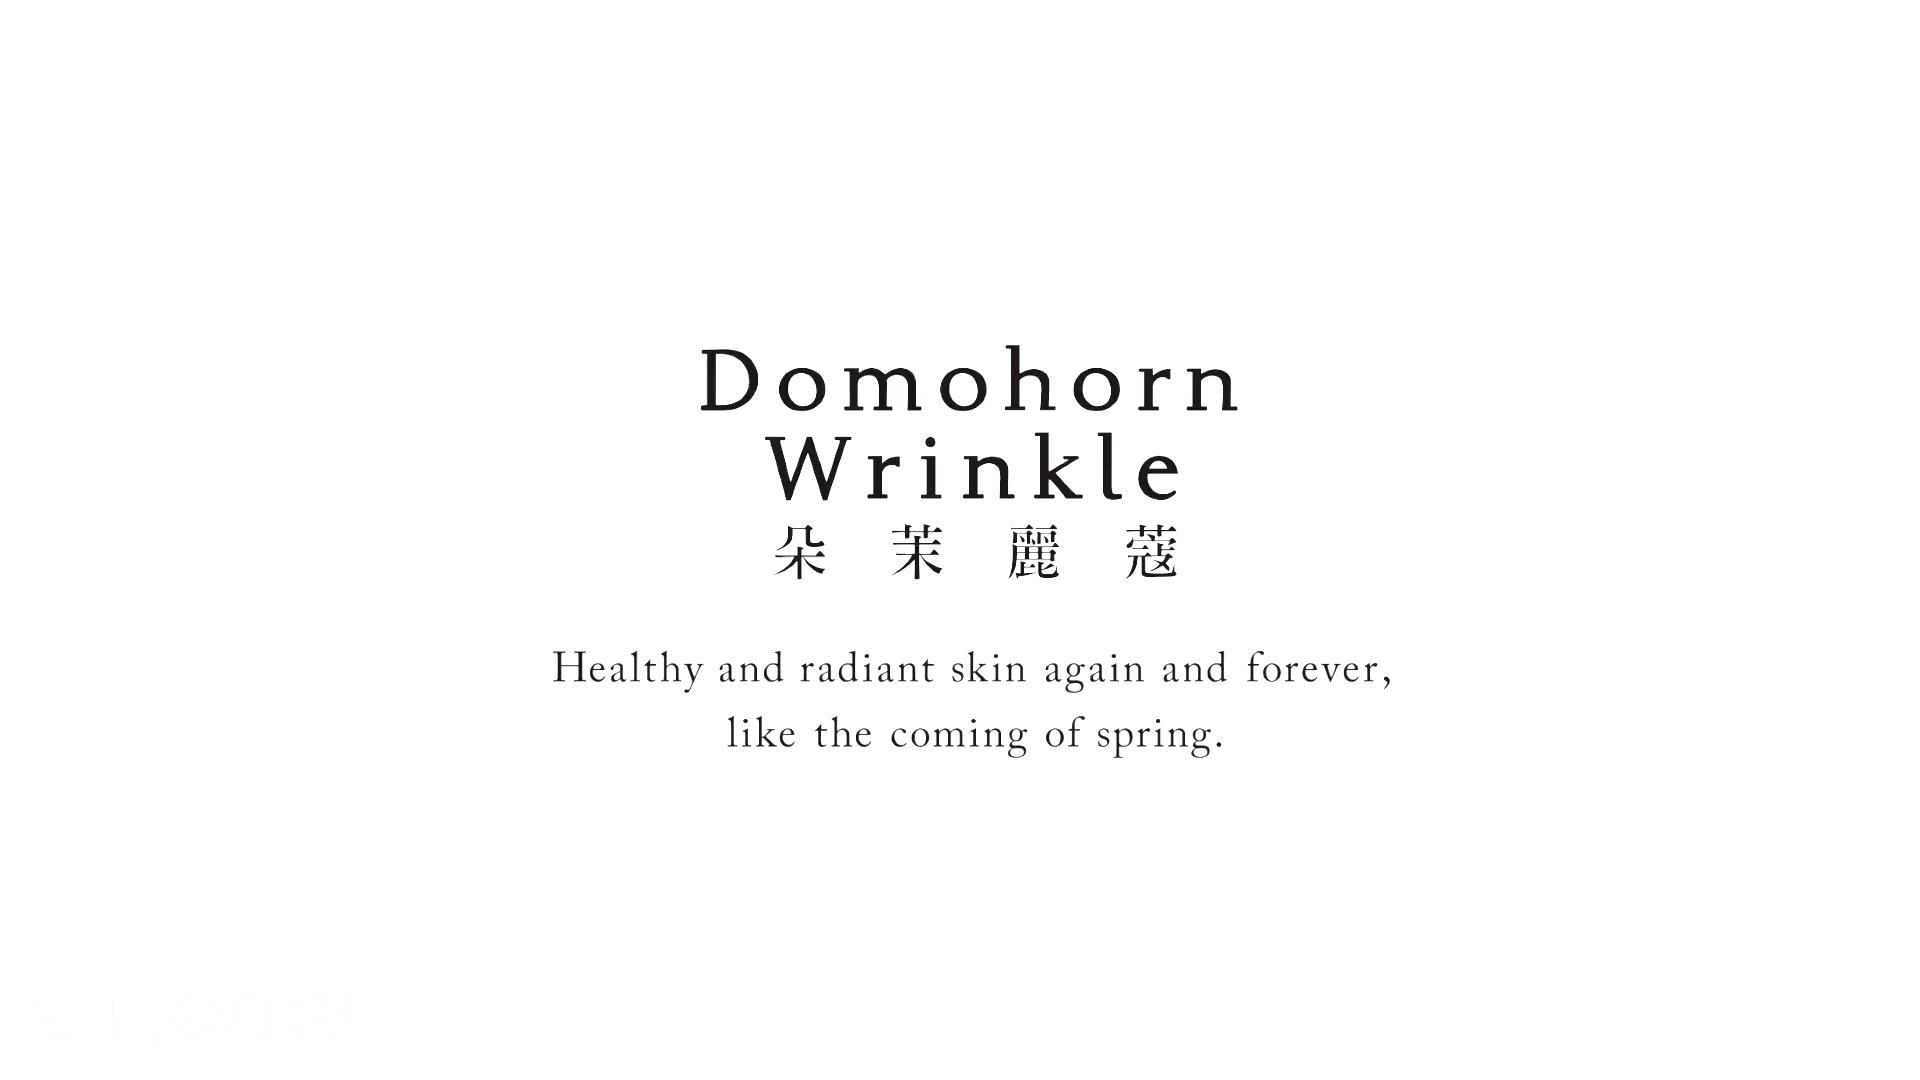 Domohorn
Wrinkle
朵茉麗蔻
Healthy and radiant skin again and forever,
like the coming of spring.